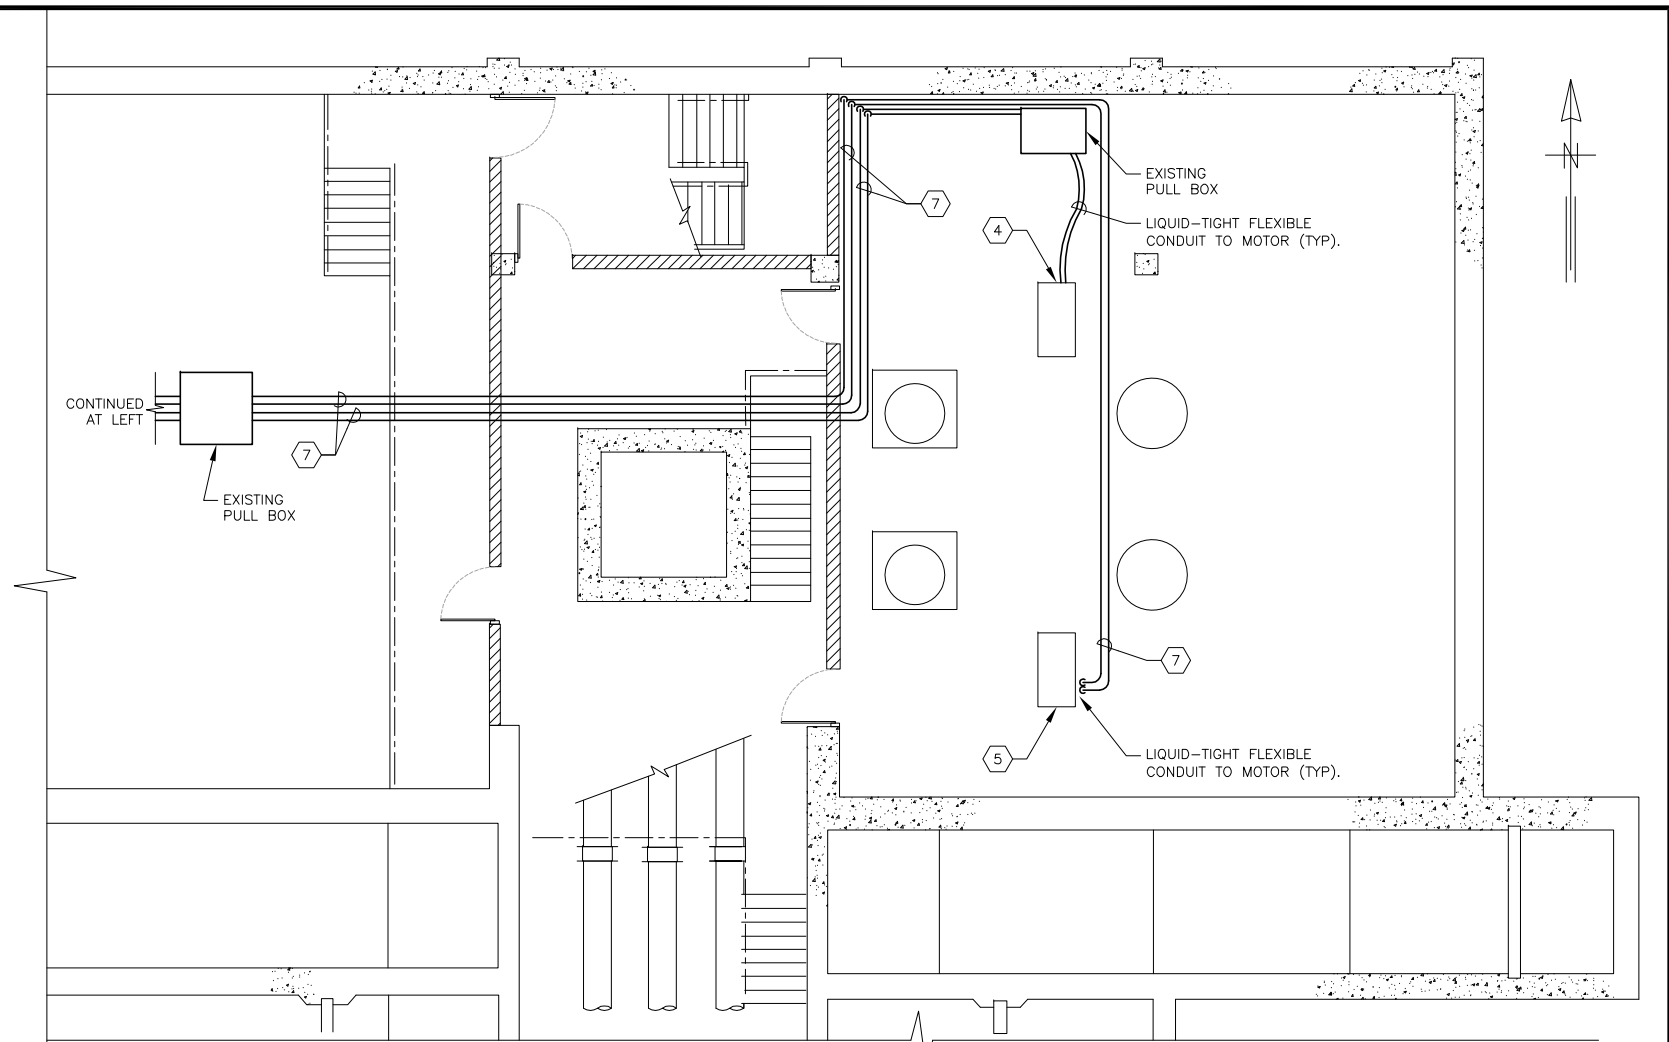 N
EXISTING
PULL BOX
7
4
LIQUID-TIGHT FLEXIBLE
CONDUIT TO MOTOR (TYP).
CONTINUED
AT LEFT
7
EXISTING
PULL BOX
7
5
LIQUID-TIGHT FLEXIBLE
CONDUIT TO MOTOR (TYP).